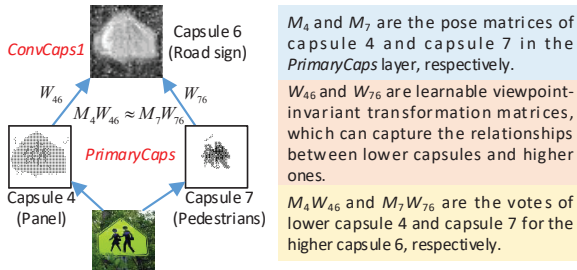 ConvCaps1
Capsule 6
(Road sign)
W46
W76
M4W46 ≈ M7W76
PrimaryCaps
Capsule 4
(Panel)
Capsule 7
(Pedestrians)
M4 and M7 are the pose matrices of
capsule 4 and capsule 7 in the
PrimaryCaps layer, respectively.
W46 and W76 are learnable viewpoint-
invariant transformation matrices,
which can capture the relationships
between lower capsules and higher
ones.
M4W46 and M7W76 are the votes of
lower capsule 4 and capsule 7 for the
higher capsule 6, respectively.